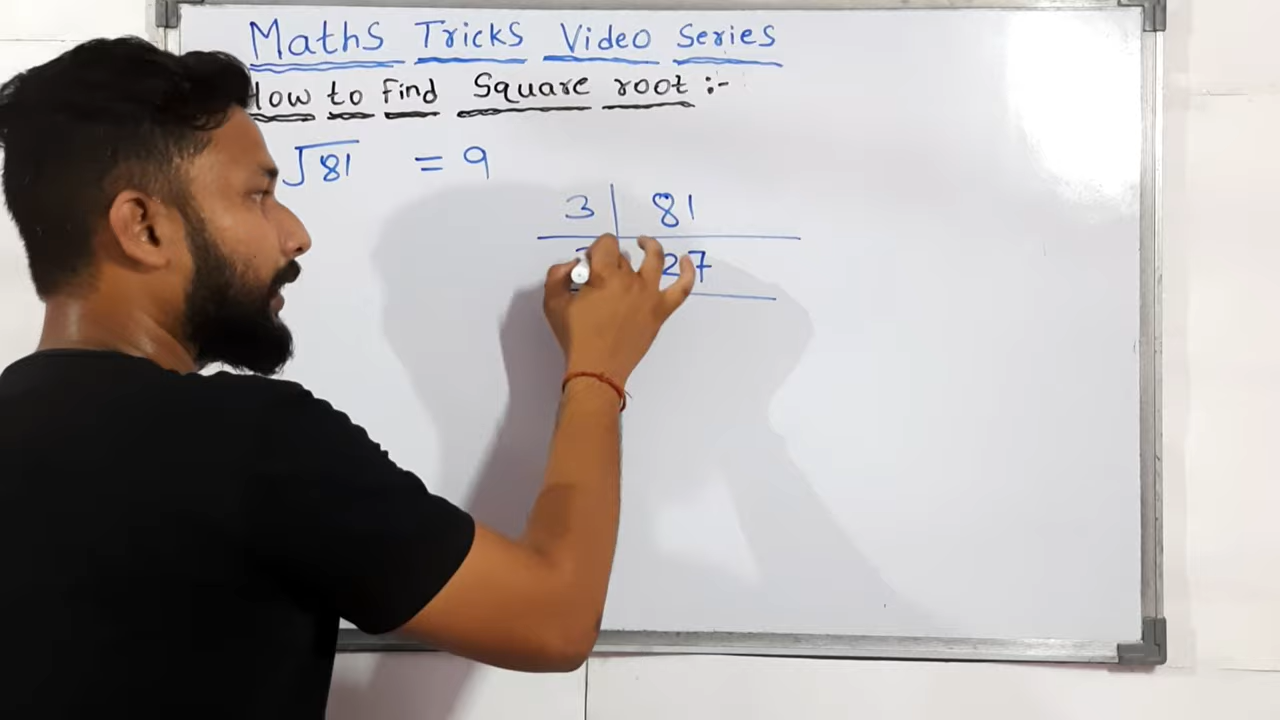 Maths Tricks Video Series
How to find Square root :-
√81 = 9
3 | 81
27